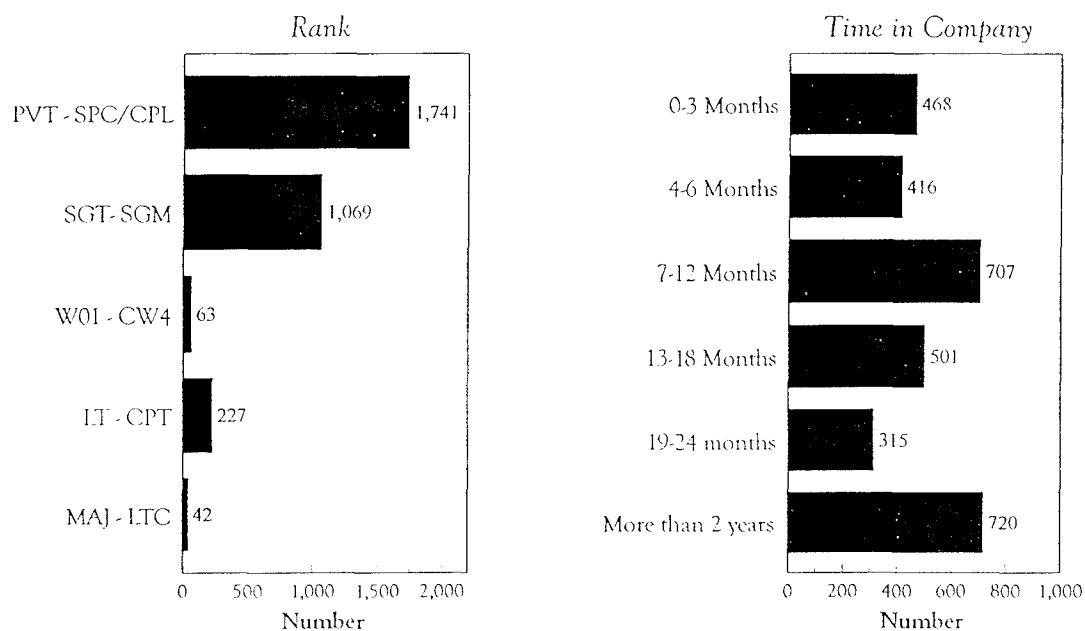 Rank
PVT - SPC/CPL 1,741
SGT- SGM 1,069
W01 - CW4 63
LT - CPT 227
MAJ - LTC 42
0 500 1,000 1,500 2,000
Number
Time in Company
0-3 Months 468
4-6 Months 416
7-12 Months 707
13-18 Months 501
19-24 months 315
More than 2 years 720
0 200 400 600 800 1,000
Number